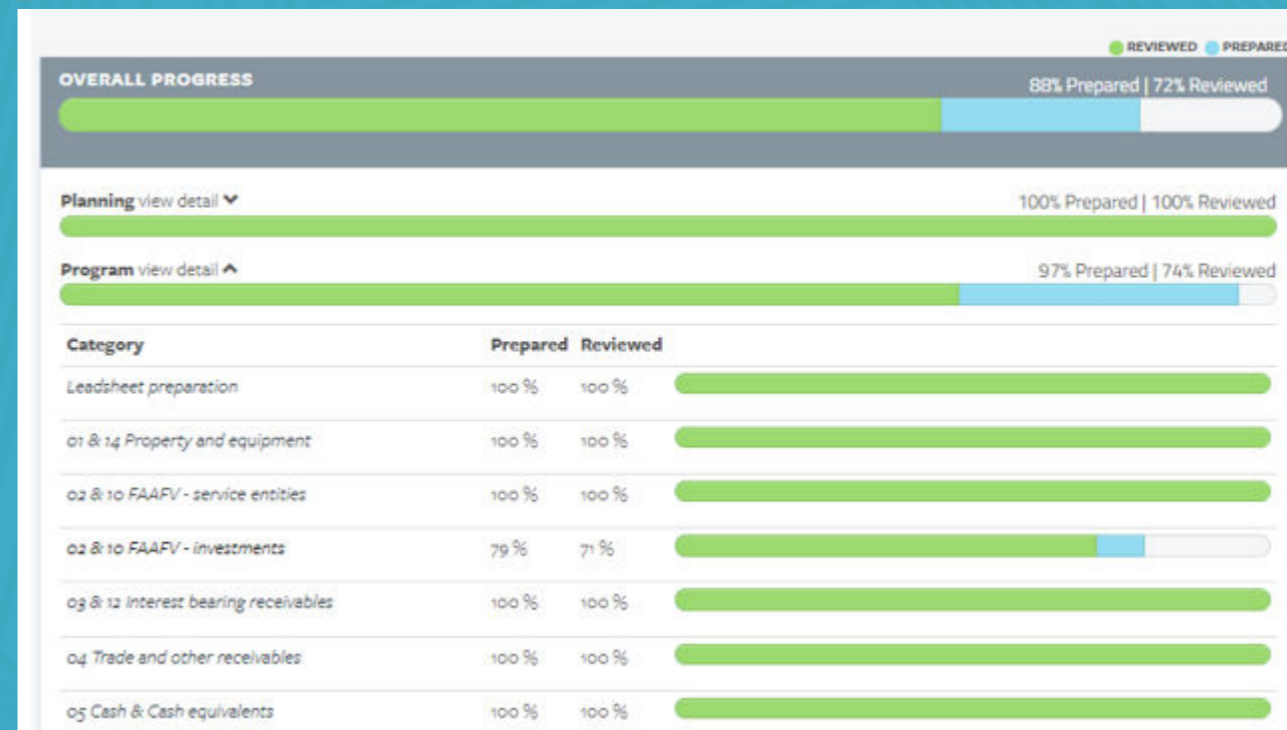 REVIEWED PREPARED
OVERALL PROGRESS 88% Prepared | 72% Reviewed
Planning view detail 100% Prepared | 100% Reviewed
Program view detail 97% Prepared | 74% Reviewed
Category Prepared Reviewed
Leadsheet preparation 100 % 100 %
01 & 14 Property and equipment 100 % 100 %
02 & 10 FAAFV - service entities 100 % 100 %
02 & 10 FAAFV - investments 79 % 71 %
03 & 12 Interest bearing receivables 100 % 100 %
04 Trade and other receivables 100 % 100 %
05 Cash & Cash equivalents 100 % 100 %